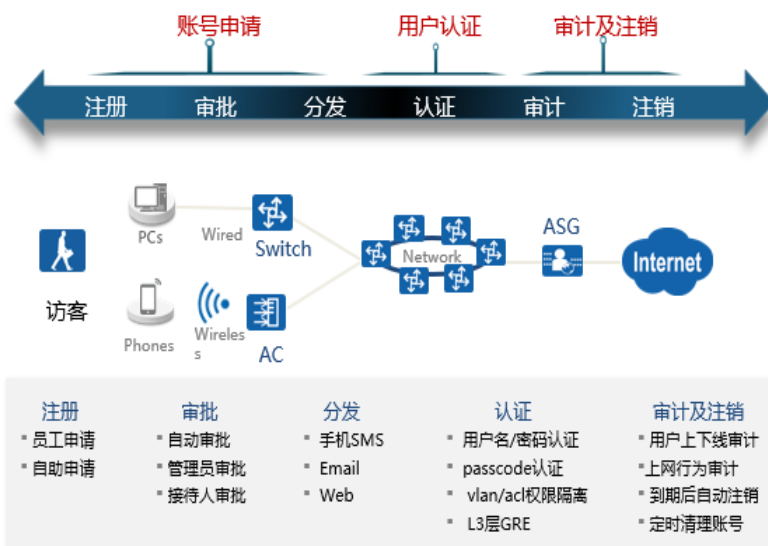 账号申请 用户认证 审计及注销
注册 审批 分发 认证 审计 注销
PCs
Wired
Switch
Network
ASG
Internet
访客
Phones
Wireles
s
AC
注册
▪ 员工申请
▪ 自助申请
审批
▪ 自动审批
▪ 管理员审批
▪ 接待人审批
分发
▪ 手机SMS
▪ Email
▪ Web
认证
▪ 用户名/密码认证
▪ passcode认证
▪ vlan/acl权限隔离
▪ L3层GRE
审计及注销
▪ 用户上下线审计
▪上网行为审计
▪ 到期后自动注销
▪ 定时清理账号